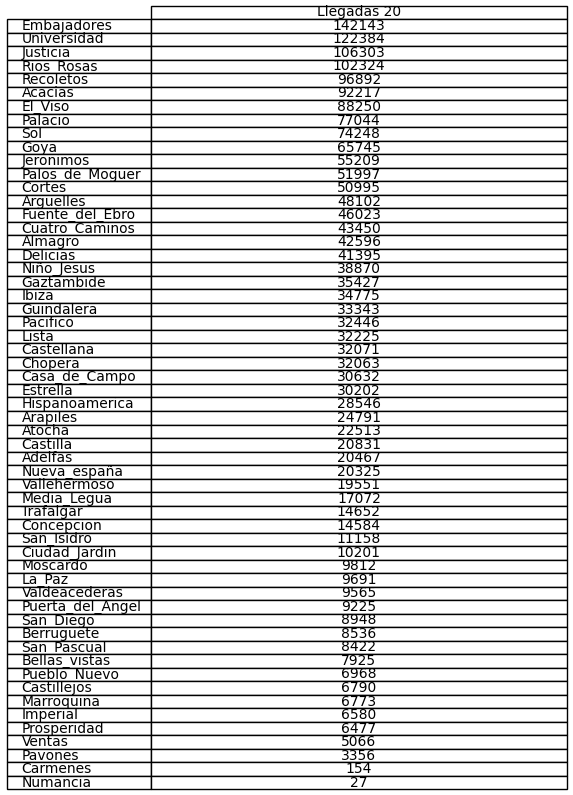 Llegadas 20
Embajadores 142143
Universidad 122384
Justicia 106303
Rios_Rosas 102324
Recoletos 96892
Acacias 92217
El_Viso 88250
Palacio 77044
Sol 74248
Goya 65745
Jeronimos 55209
Palos_de_Moguer 51997
Cortes 50995
Arguelles 48102
Fuente_del_Ebro 46023
Cuatro_Caminos 43450
Almagro 42596
Delicias 41395
Niño_Jesus 38870
Gaztambide 35427
Ibiza 34775
Guindalera 33343
Pacifico 32446
Lista 32225
Castellana 32071
Chopera 32063
Casa_de_Campo 30632
Estrella 30202
Hispanoamerica 28546
Arapiles 24791
Atocha 22513
Castilla 20831
Adelfas 20467
Nueva_españa 20325
Vallehermoso 19551
Media_Legua 17072
Trafalgar 14652
Concepcion 14584
San_Isidro 11158
Ciudad_Jardin 10201
Moscardo 9812
La_Paz 9691
Valdeacederas 9565
Puerta_del_Angel 9225
San_Diego 8948
Berruguete 8536
San_Pascual 8422
Bellas_vistas 7925
Pueblo_Nuevo 6968
Castillejos 6790
Marroquina 6773
Imperial 6580
Prosperidad 6477
Ventas 5066
Pavones 3356
Carmenes 154
Numancia 27